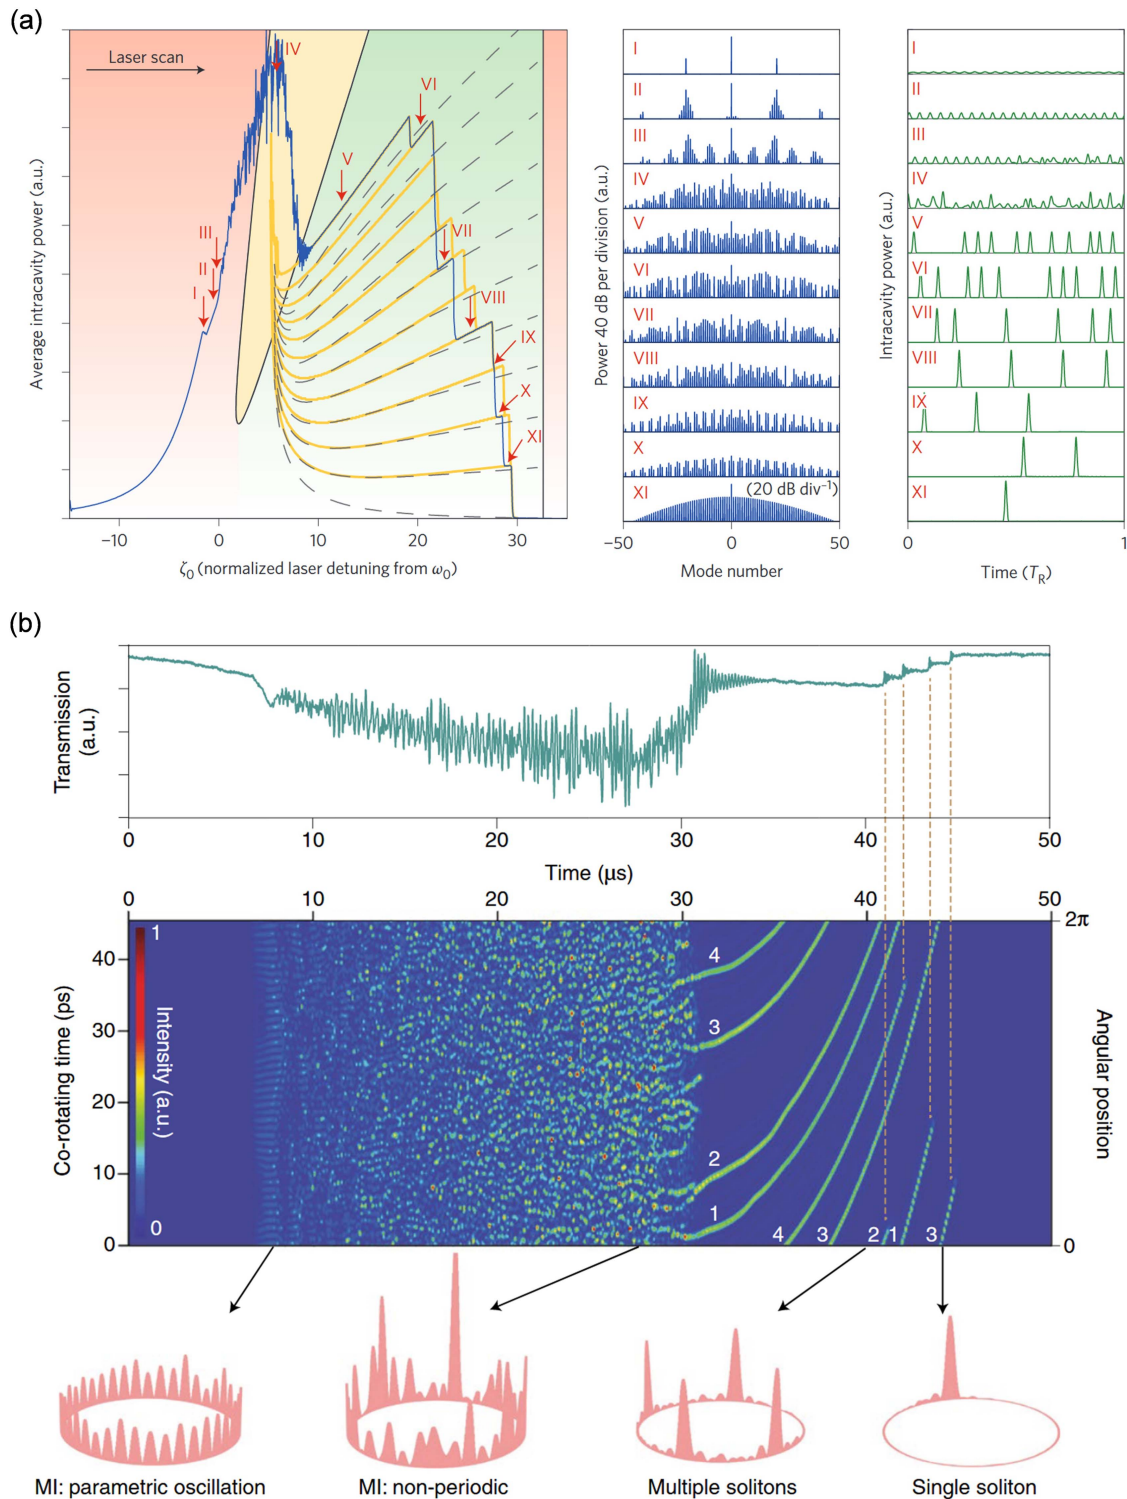 (a)
Laser scan
IV
VI
V
III
II
I
VII
VIII
IX
X
XI
Average intracavity power (a.u.)
−10 0 10 20 30
ζ0 (normalized laser detuning from ω0)
I
II
III
IV
V
VI
VII
VIII
IX
X
XI (20 dB div−1)
Power 40 dB per division (a.u.)
−50 0 50
Mode number
I
II
III
IV
V
VI
VII
VIII
IX
X
XI
Intracavity power (a.u.)
0 1
Time (TR)
(b)
Transmission
(a.u.)
0 10 20 30 40 50
Time (μs)
0 10 20 30 40 50
1
Intensity (a.u.)
0
40
30
20
10
0
Co-rotating time (ps)
4
3
2
1
4 3 2 1 3
2π
0
Angular position
MI: parametric oscillation
MI: non-periodic
Multiple solitons
Single soliton